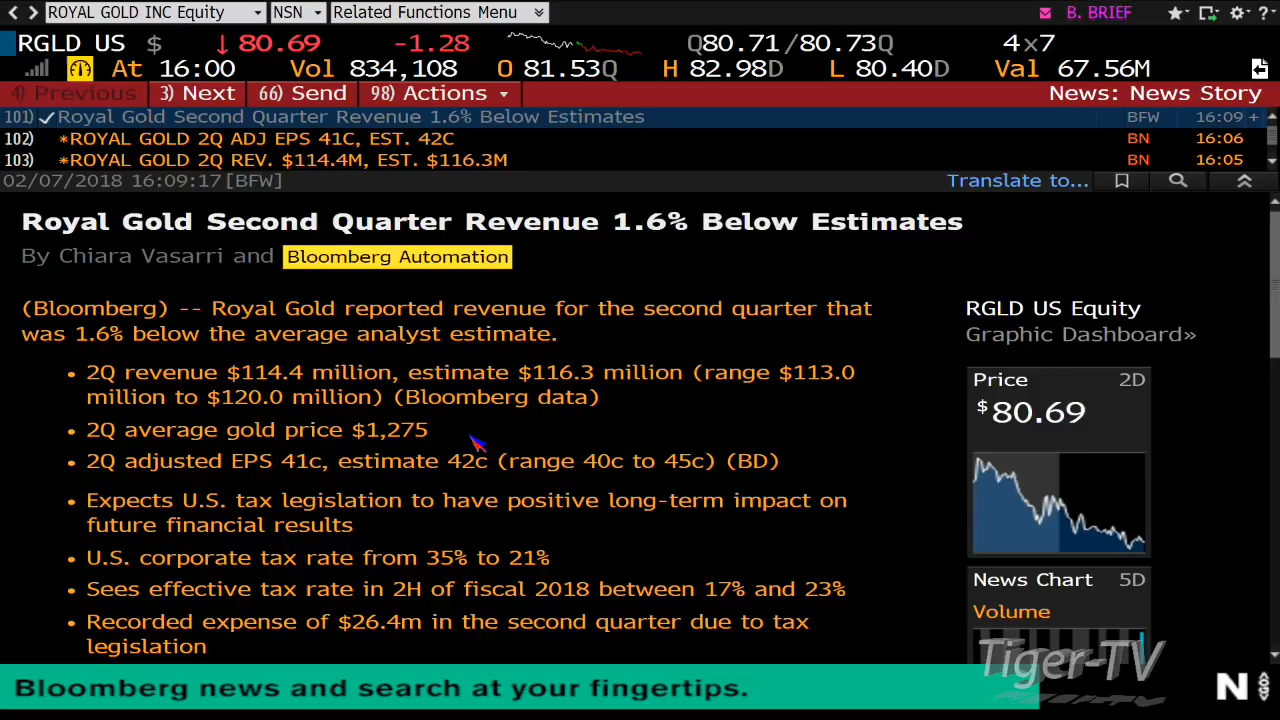 ROYAL GOLD INC Equity NSN Related Functions Menu B. BRIEF ?
RGLD US $ ↓80.69 -1.28 Q80.71/80.73Q 4x7
At 16:00 Vol 834,108 O 81.53Q H 82.98D L 80.40D Val 67.56M
4) Previous 3) Next 66) Send 98) Actions News: News Story
101) Royal Gold Second Quarter Revenue 1.6% Below Estimates BFW 16:09 +
102) *ROYAL GOLD 2Q ADJ EPS 41C, EST. 42C BN 16:06
103) *ROYAL GOLD 2Q REV. $114.4M, EST. $116.3M BN 16:05
02/07/2018 16:09:17 [BFW] Translate to...
Royal Gold Second Quarter Revenue 1.6% Below Estimates
By Chiara Vasarri and Bloomberg Automation
(Bloomberg) -- Royal Gold reported revenue for the second quarter that
was 1.6% below the average analyst estimate.
• 2Q revenue $114.4 million, estimate $116.3 million (range $113.0
million to $120.0 million) (Bloomberg data)
• 2Q average gold price $1,275
• 2Q adjusted EPS 41c, estimate 42c (range 40c to 45c) (BD)
• Expects U.S. tax legislation to have positive long-term impact on
future financial results
• U.S. corporate tax rate from 35% to 21%
• Sees effective tax rate in 2H of fiscal 2018 between 17% and 23%
• Recorded expense of $26.4m in the second quarter due to tax
legislation
RGLD US Equity
Graphic Dashboard»
Price 2D
$80.69
News Chart 5D
Volume
Tiger-TV
Bloomberg news and search at your fingertips.
N